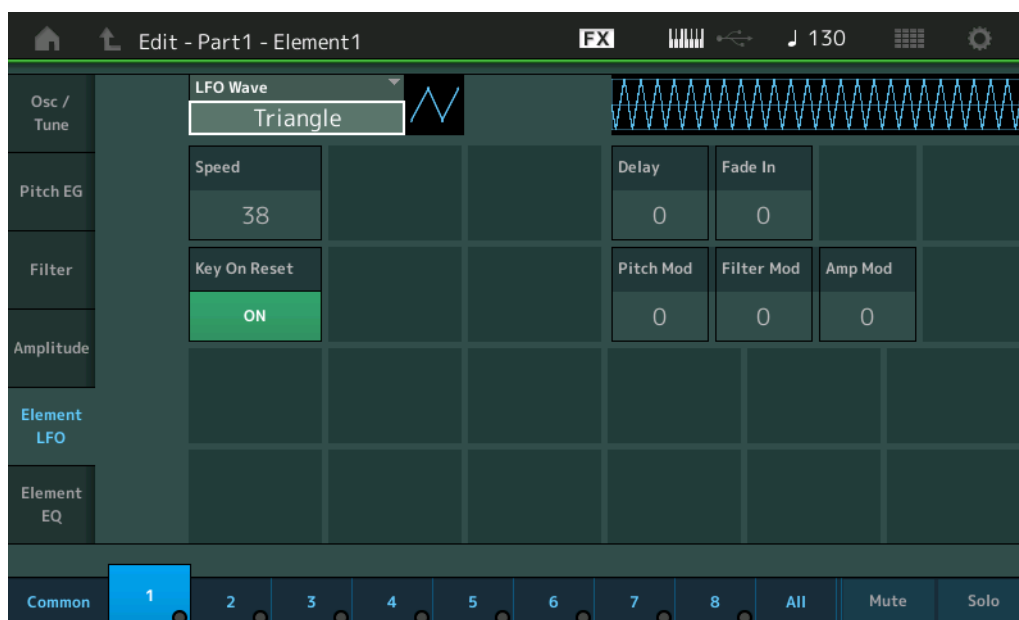 Edit - Part1 - Element1
FX
130
Osc /
Tune
Pitch EG
Filter
Amplitude
Element
LFO
Element
EQ
LFO Wave
Triangle
Speed
38
Delay
0
Fade In
0
Key On Reset
ON
Pitch Mod
0
Filter Mod
0
Amp Mod
0
Common
1
2
3
4
5
6
7
8
All
Mute
Solo